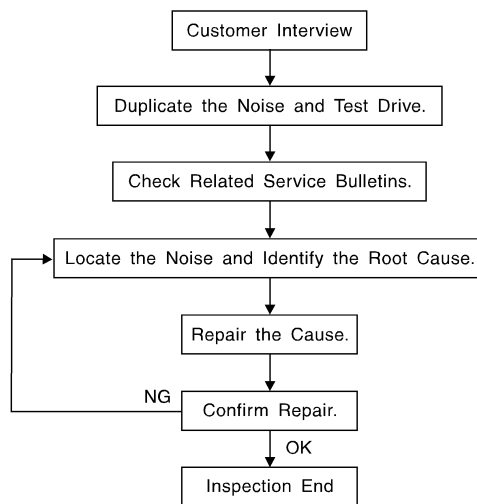 Customer Interview
Duplicate the Noise and Test Drive.
Check Related Service Bulletins.
Locate the Noise and Identify the Root Cause.
Repair the Cause.
NG
Confirm Repair.
OK
Inspection End